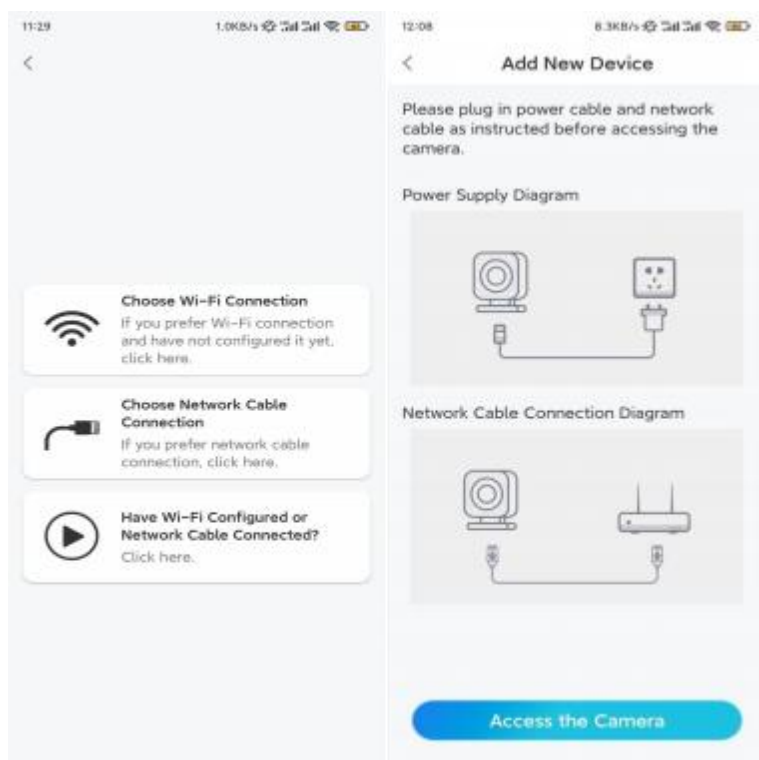 11:29
1.0KB/s
Choose Wi-Fi Connection
If you prefer Wi-Fi connection
and have not configured it yet,
click here.
Choose Network Cable
Connection
If you prefer network cable
connection, click here.
Have Wi-Fi Configured or
Network Cable Connected?
Click here.
12:08
6.3KB/s
Add New Device
Please plug in power cable and network
cable as instructed before accessing the
camera.
Power Supply Diagram
Network Cable Connection Diagram
Access the Camera